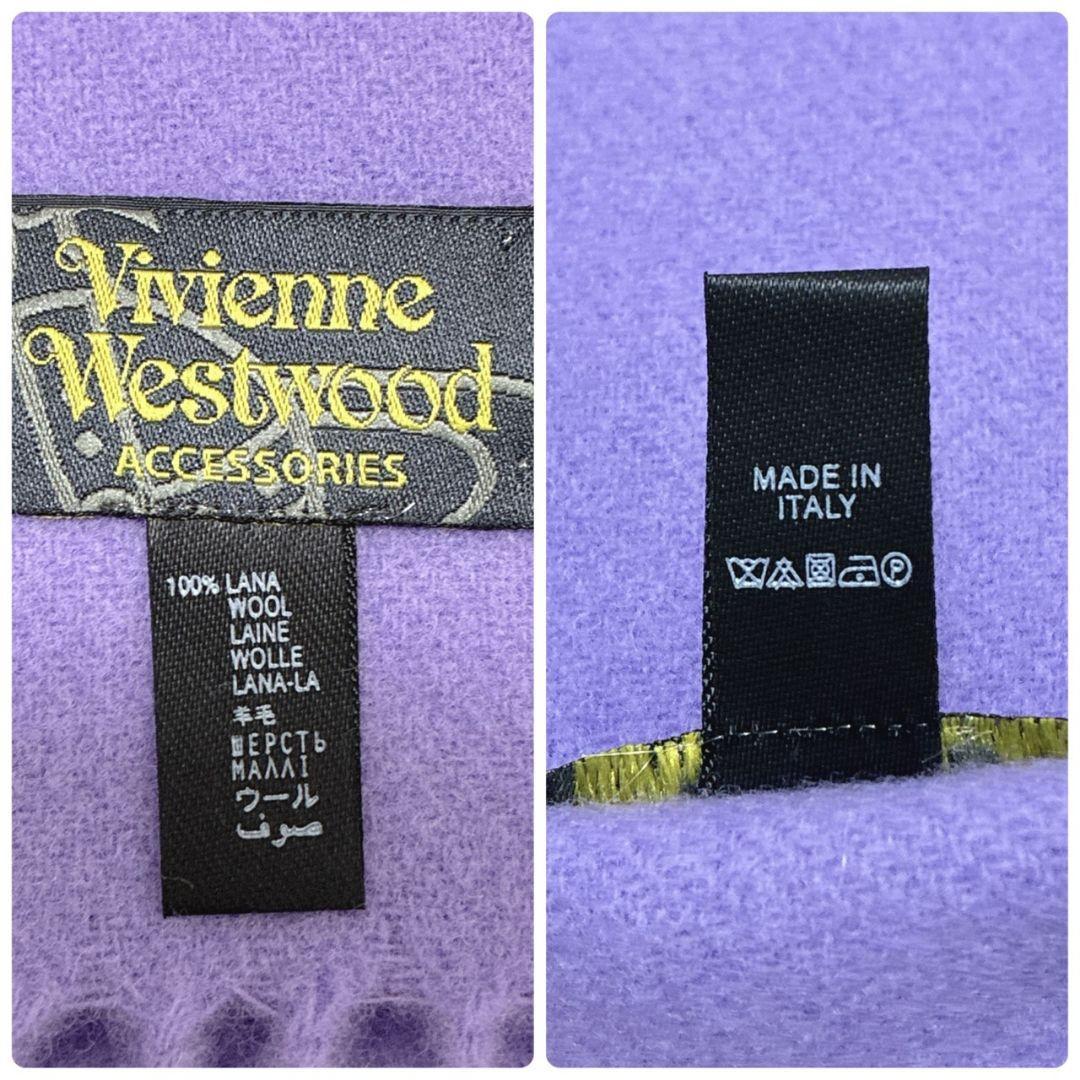 Vivienne
Westwood
ACCESSORIES
100% LANA
WOOL
LAINE
WOLLE
LANA-LA
羊毛
ШЕРСТЬ
ΜΑΛΛΙ
ウール
صوف
MADE IN
ITALY
P